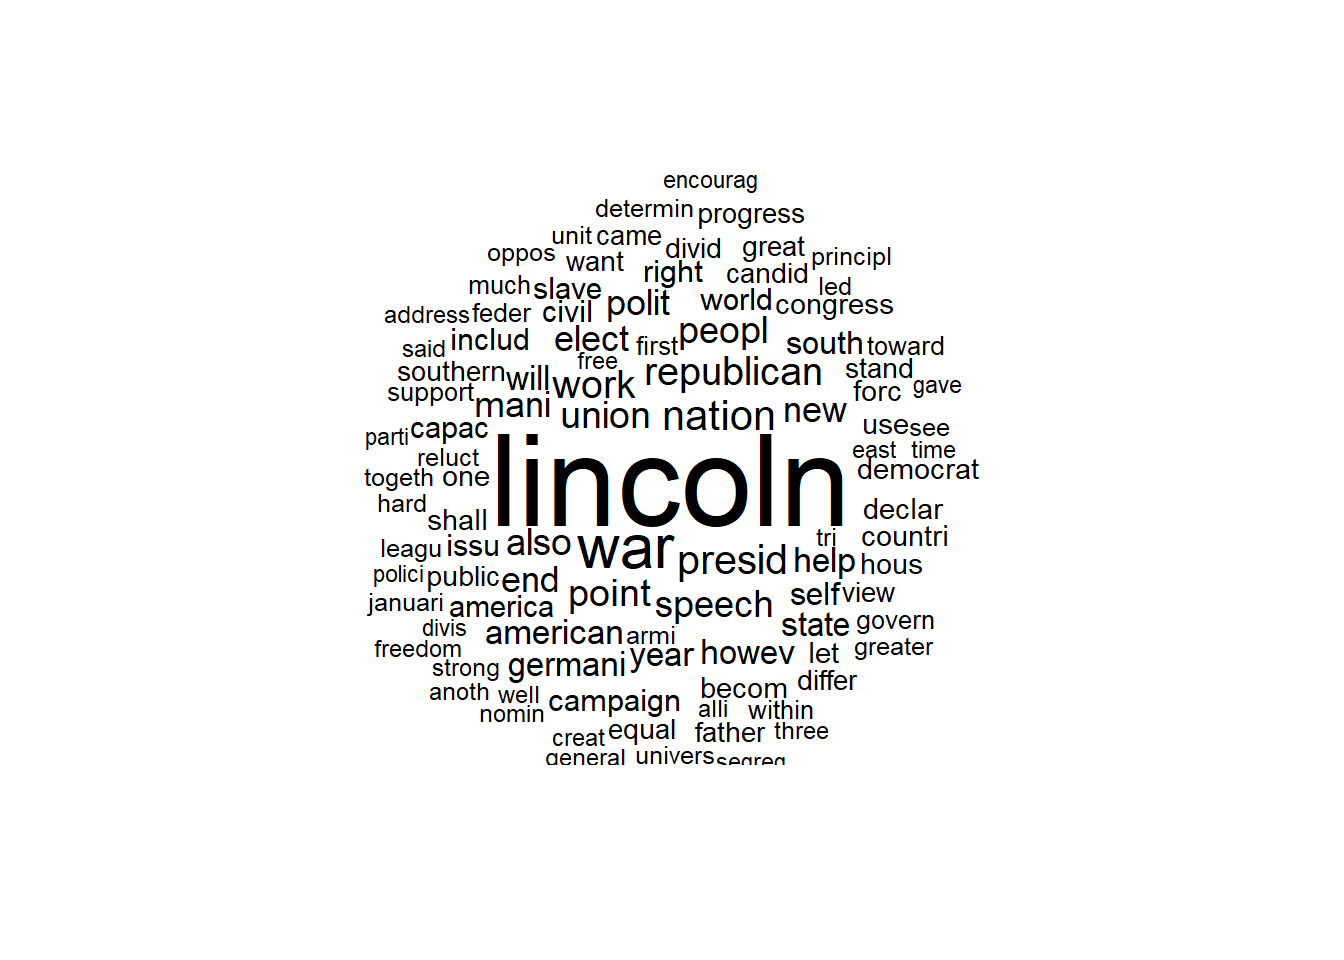 encourag
determin progress
unit came divid great
oppos want principl
right candid
much slave led
polit world congress
address feder civil
peopl
includ elect first south toward
said free
southern will work republican stand
support forc gave
mani union nation new
parti capac use see
reluct east time
togeth one lincoln democrat
hard
shall declar
leagu issu also war tri countri
presid help hous
polici public end
point self view
januari america speech
divis american armi state govern
freedom year howev let greater
strong germani
anoth well becom differ
nomin campaign alli within
creat equal father three
general univers segreg